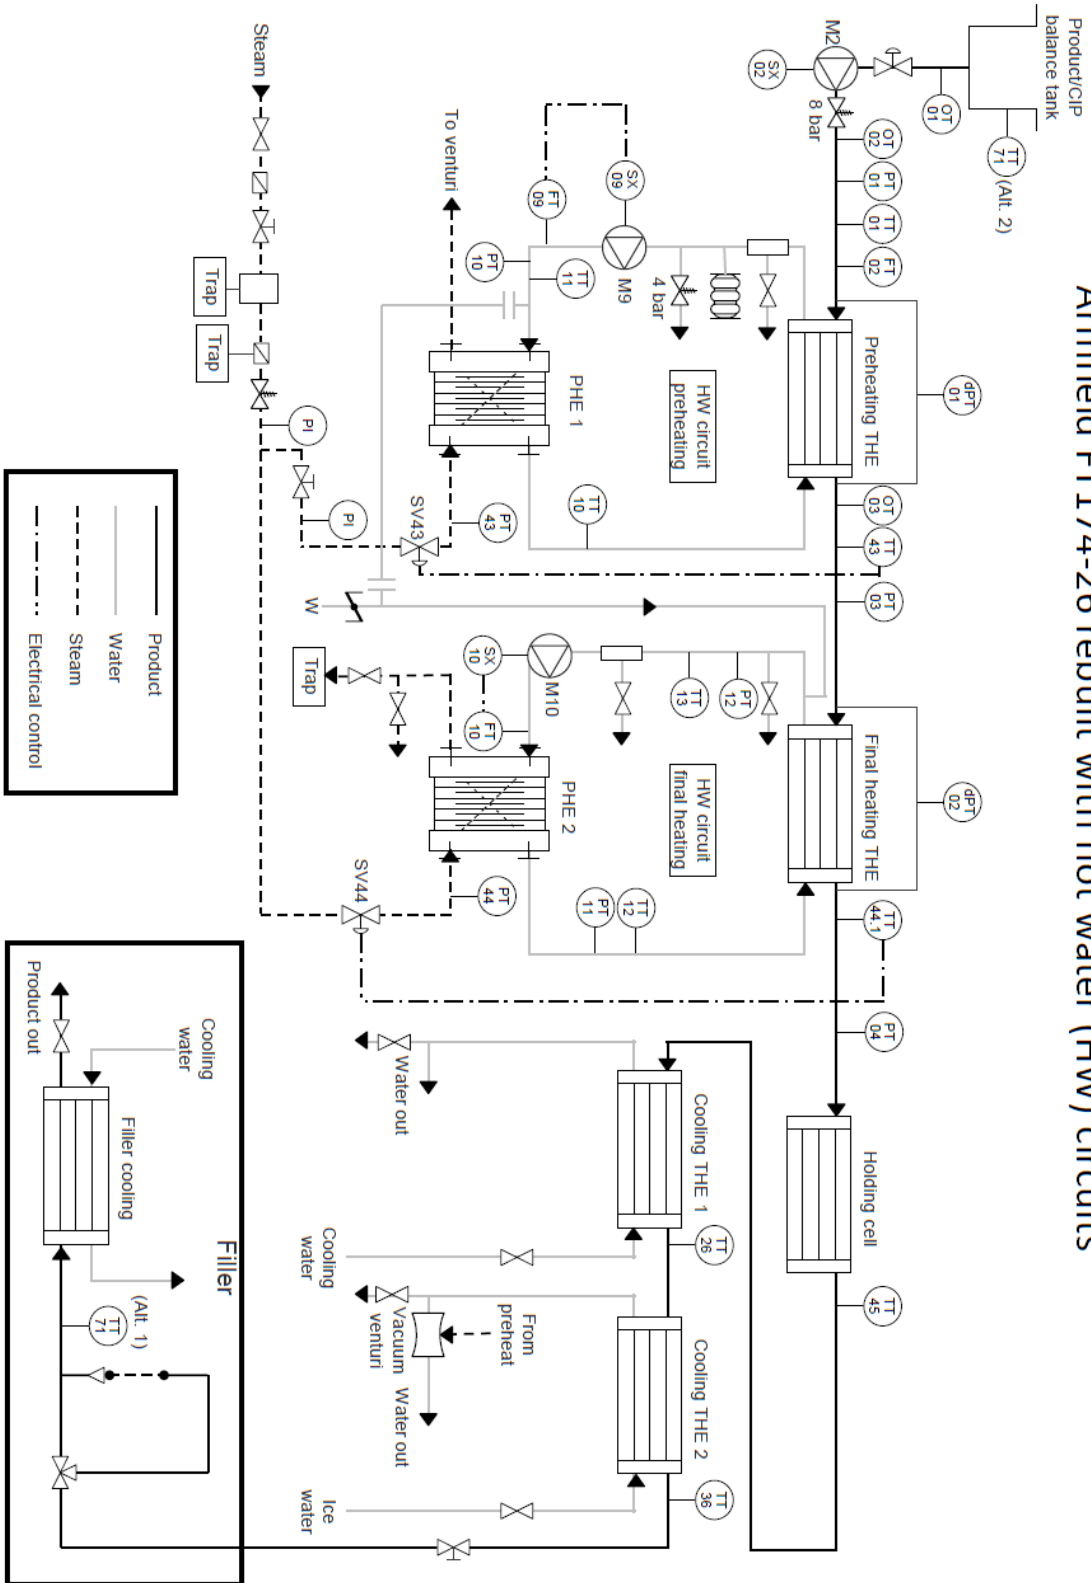 Armfield FT174-26 rebuilt with hot water (HW) circuits
Product/CIP
balance tank
TT
71
(Alt. 2)
OT
01
M2
SX
02
8 bar
OT
02
PT
01
TT
01
FT
02
dPT
01
Preheating THE
OT
03
TT
43
PT
03
dPT
02
Final heating THE
TT
44.1
PT
04
Holding cell
TT
45
HW circuit
preheating
4 bar
M9
SX
09
FT
09
PT
10
TT
11
TT
10
PHE 1
To venturi
PT
43
SV43
HW circuit
final heating
PT
12
TT
13
M10
SX
10
FT
10
TT
12
PT
11
PHE 2
PT
44
SV44
W
Trap
Steam
Trap
Trap
PI
PI
Cooling THE 1
TT
26
Cooling THE 2
TT
36
Water out
Cooling
water
From
preheat
Vacuum
venturi
Water out
Ice
water
Product
Water
Steam
Electrical control
Filler
Cooling
water
Filler cooling
(Alt. 1)
TT
71
Product out